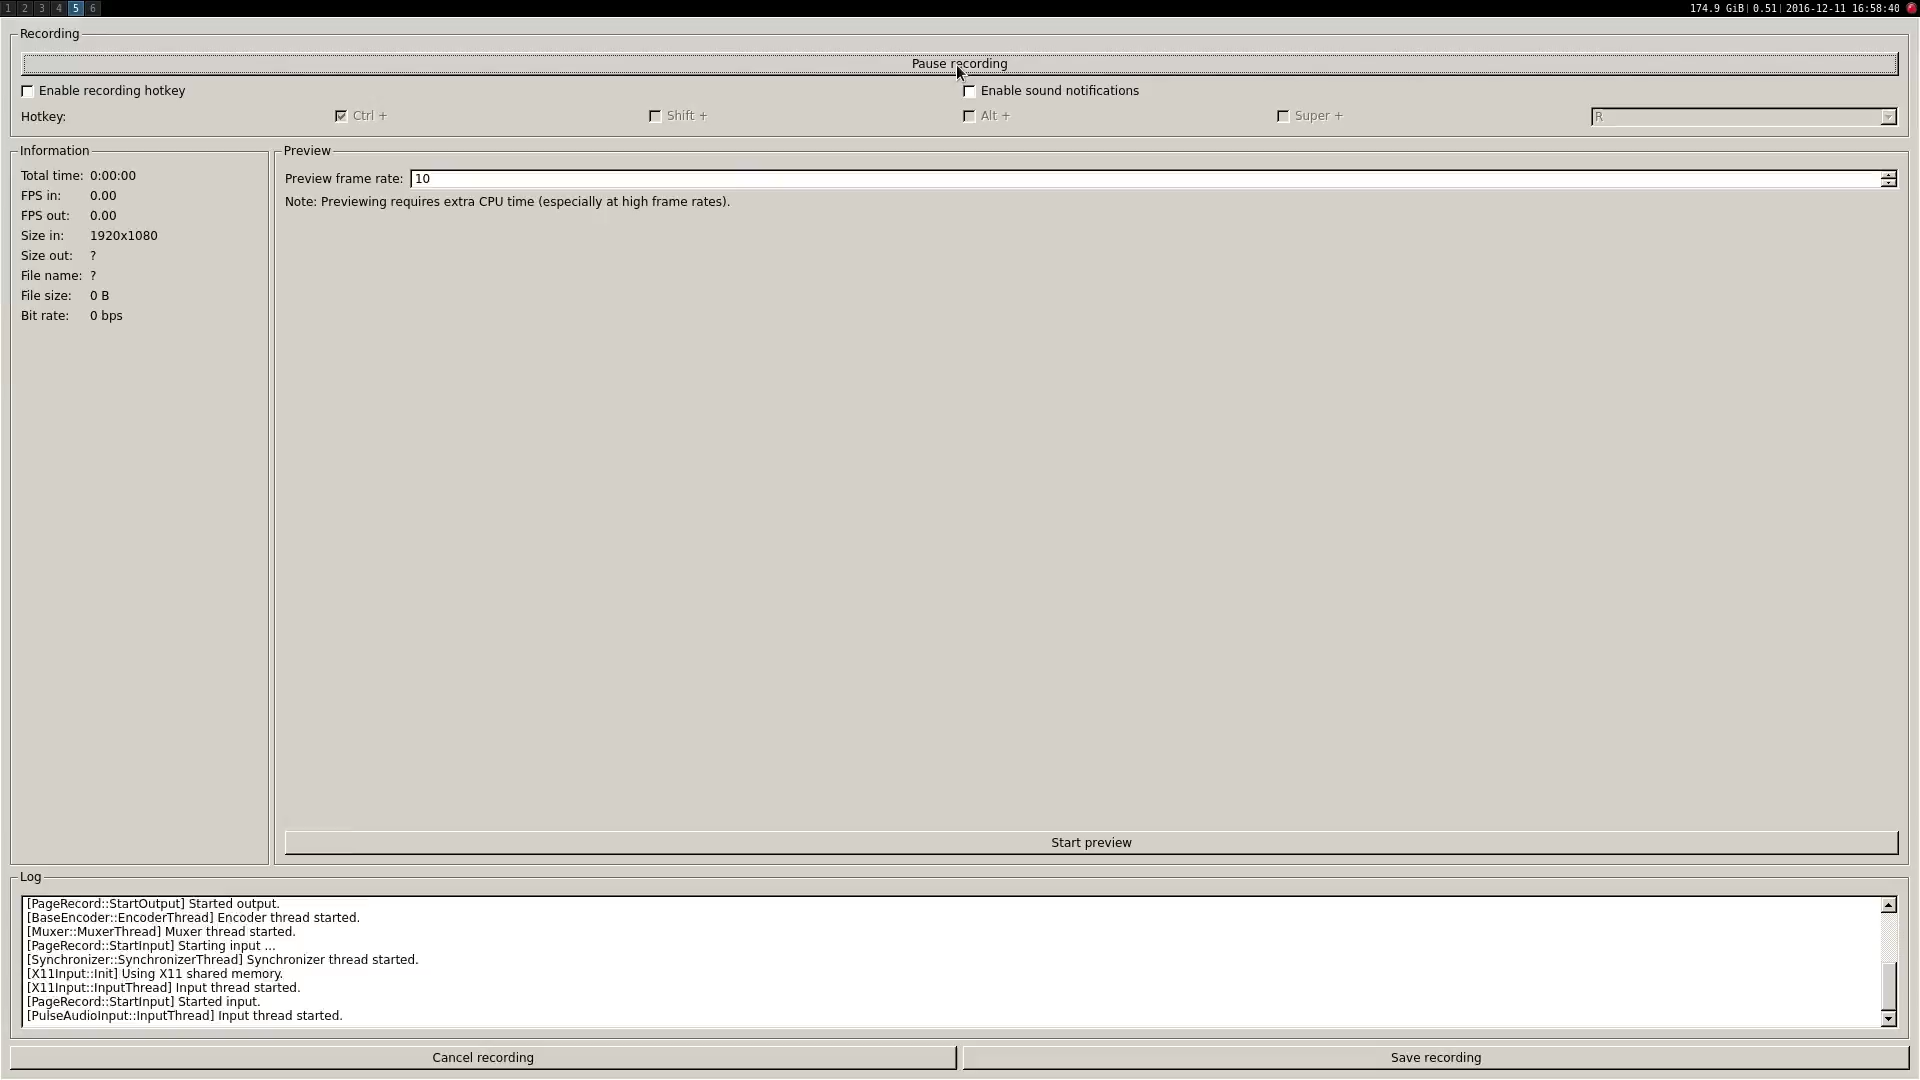 1 2 3 4 5 6 174.9 GiB| 0.51| 2016-12-11 16:58:40
Recording
Pause recording
Enable recording hotkey Enable sound notifications
Hotkey: Ctrl + Shift + Alt + Super + R
Information
Total time: 0:00:00
FPS in: 0.00
FPS out: 0.00
Size in: 1920x1080
Size out: ?
File name: ?
File size: 0 B
Bit rate: 0 bps
Preview
Preview frame rate: 10
Note: Previewing requires extra CPU time (especially at high frame rates).
Start preview
Log
[PageRecord::StartOutput] Started output.
[BaseEncoder::EncoderThread] Encoder thread started.
[Muxer::MuxerThread] Muxer thread started.
[PageRecord::StartInput] Starting input ...
[Synchronizer::SynchronizerThread] Synchronizer thread started.
[X11Input::Init] Using X11 shared memory.
[X11Input::InputThread] Input thread started.
[PageRecord::StartInput] Started input.
[PulseAudioInput::InputThread] Input thread started.
Cancel recording Save recording